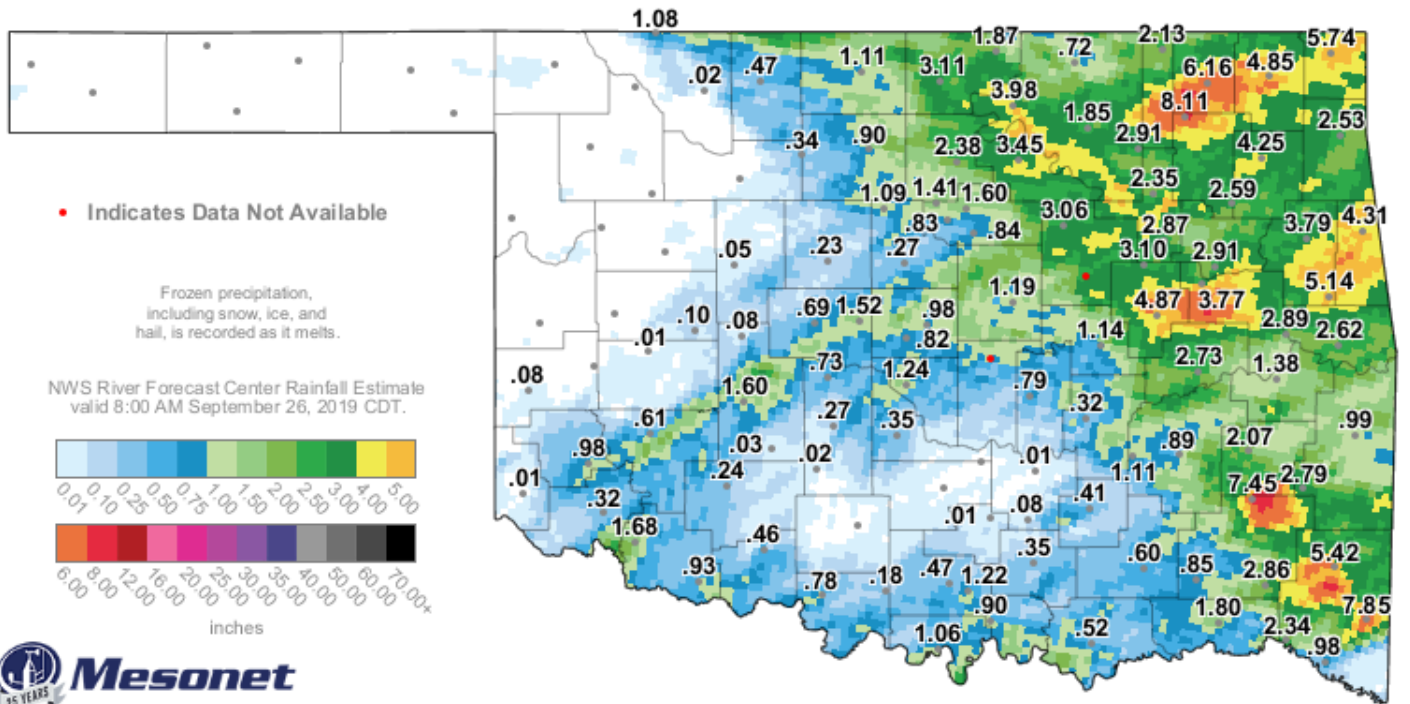 1.08
1.87 .72 2.13 5.74
.02 .47 1.11 3.11 6.16 4.85
3.98 1.85 8.11 2.53
.34 .90 2.38 3.45 2.91 4.25
1.09 1.41 1.60 2.35 2.59
• Indicates Data Not Available
.83 .84 3.06 2.87 3.79 4.31
.05 .23 .27 3.10 2.91
Frozen precipitation,
including snow, ice, and
hail, is recorded as it melts.
1.19 5.14
.10 .08 .69 1.52 .98 4.87 3.77 2.89
.01 .82 1.14 2.62
.08 .73 1.24 .79 2.73 1.38
NWS River Forecast Center Rainfall Estimate
valid 8:00 AM September 26, 2019 CDT.
1.60 .32
.61 .27 .35 .99
.98 .03 .02 .01 .89 2.07
.01 .24 1.11 2.79
.32 .08 .41 7.45
0.01 0.10 0.25 0.50 0.75 1.00 1.50 2.00 2.50 3.00 4.00 5.00
1.68 .46 .01
.35 .60 5.42
.93 .78 .18 .47 1.22 .85 2.86
6.00 8.00 12.00 16.00 20.00 25.00 30.00 35.00 40.00 50.00 60.00 70.00+
.90 1.80 7.85
inches
1.06 .52 2.34
.98
Mesonet
25 YEARS